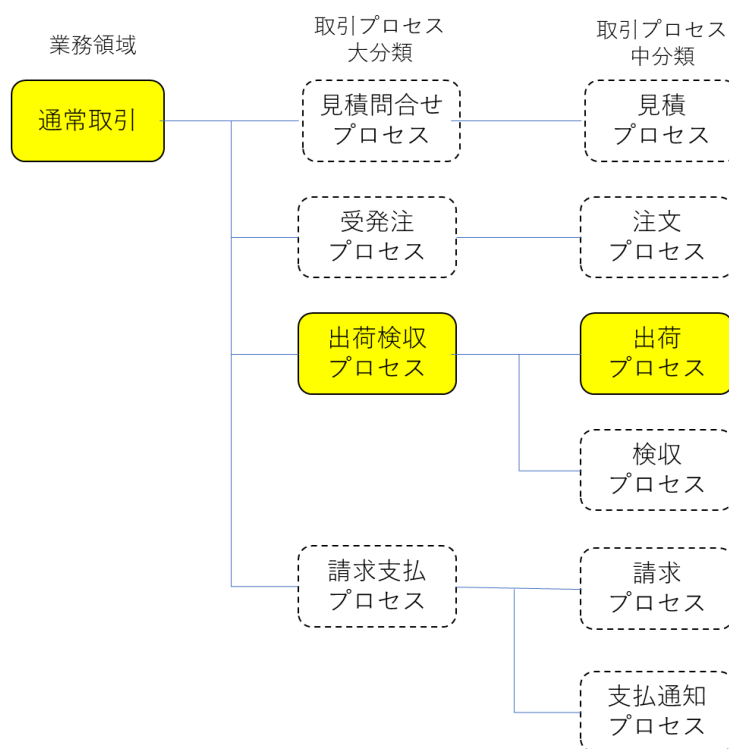 業務領域
取引プロセス
大分類
取引プロセス
中分類
通常取引
見積問合せ
プロセス
見積
プロセス
受発注
プロセス
注文
プロセス
出荷検収
プロセス
出荷
プロセス
検収
プロセス
請求支払
プロセス
請求
プロセス
支払通知
プロセス